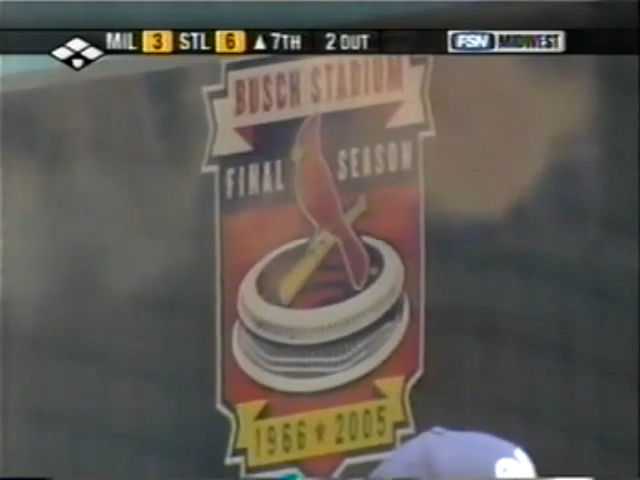 MIL 3 STL 6 ▲7TH 2 OUT FSN MIDWEST
BUSCH STADIUM
FINAL SEASON
1966 ★ 2005